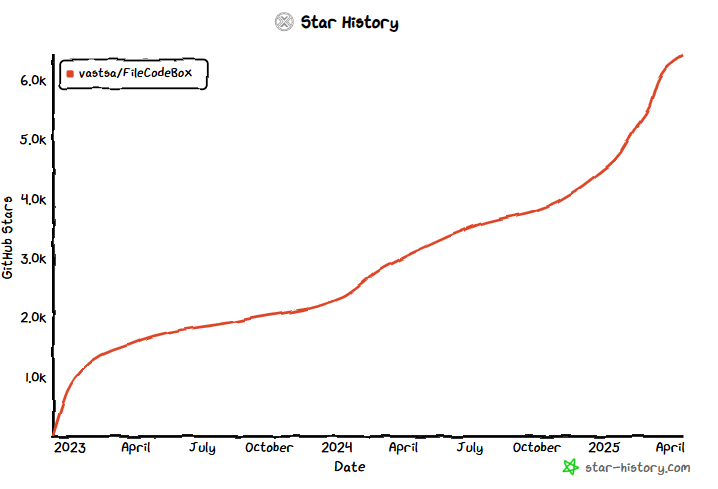 Star History
vastsa/FileCodeBox
6.0k
5.0k
4.0k
3.0k
2.0k
1.0k
GitHub Stars
2023 April July October 2024 April July October 2025 April
Date
star-history.com